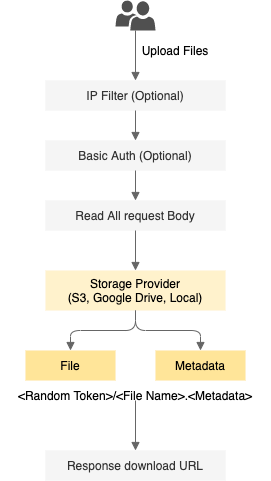 Upload Files
IP Filter (Optional)
Basic Auth (Optional)
Read All request Body
Storage Provider
(S3, Google Drive, Local)
File
Metadata
<Random Token>/<File Name>.<Metadata>
Response download URL